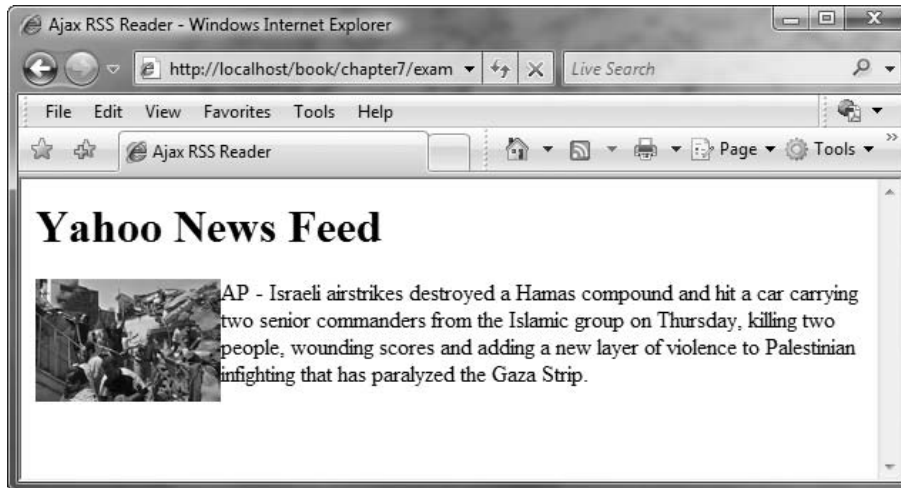 Ajax RSS Reader - Windows Internet Explorer
http://localhost/book/chapter7/exam
Live Search
File Edit View Favorites Tools Help
Ajax RSS Reader
Page Tools
Yahoo News Feed
AP - Israeli airstrikes destroyed a Hamas compound and hit a car carrying
two senior commanders from the Islamic group on Thursday, killing two
people, wounding scores and adding a new layer of violence to Palestinian
infighting that has paralyzed the Gaza Strip.